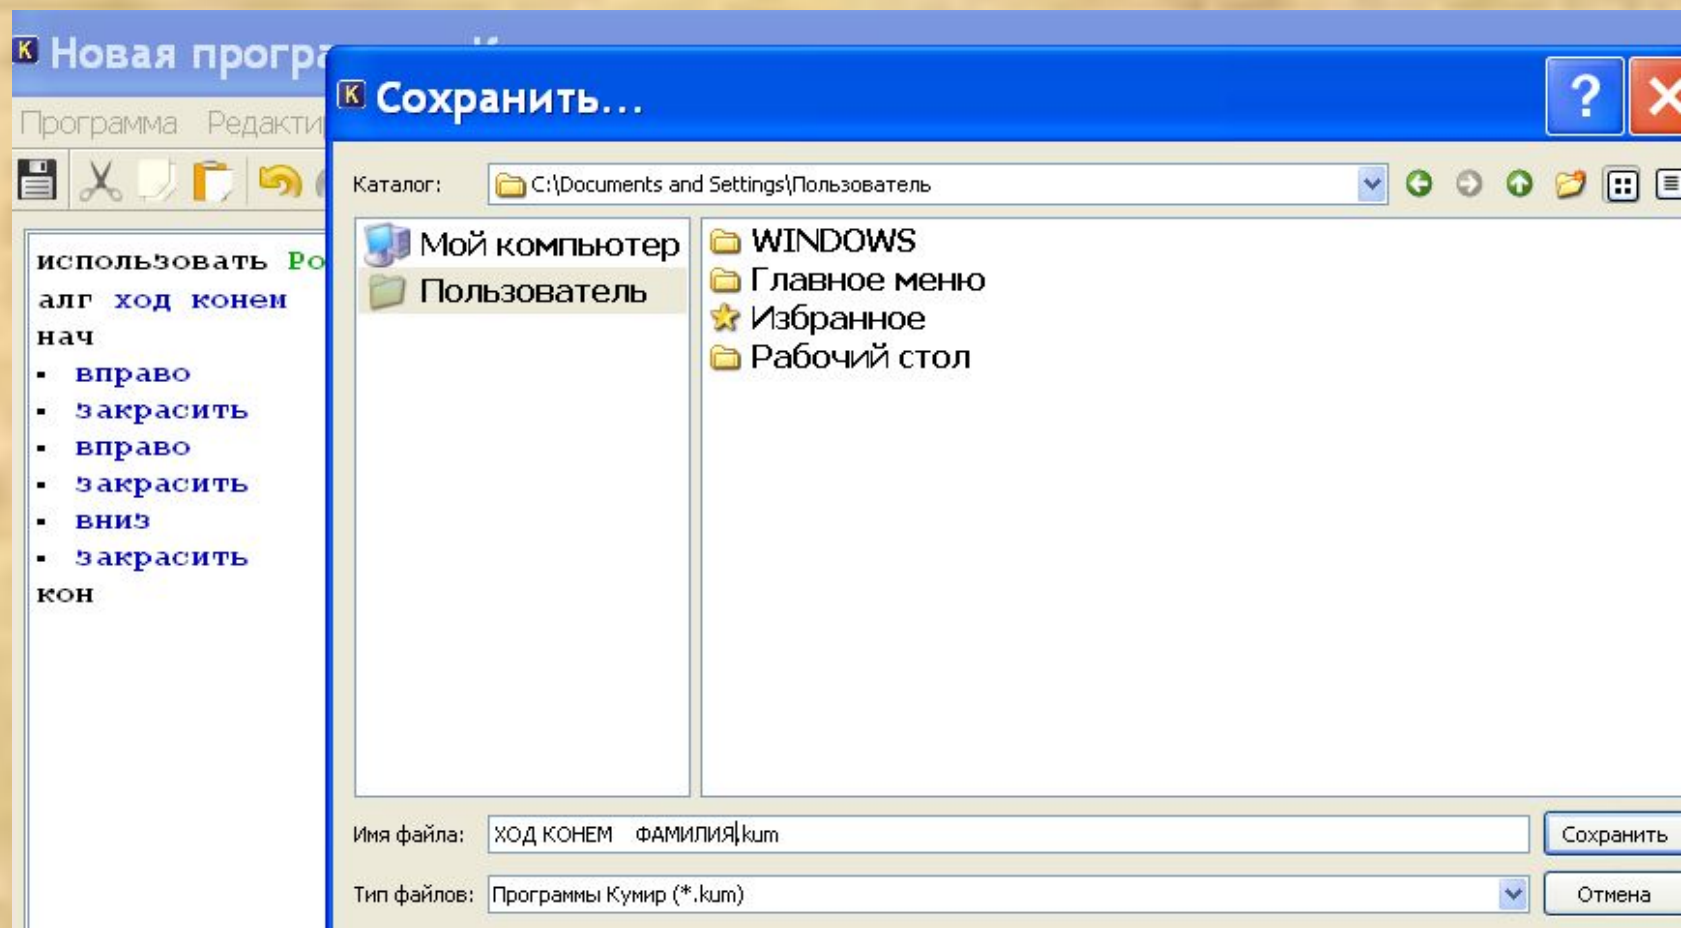 Новая прогр
Программа Редакти
использовать Ро
алг ход конем
нач
вправо
закрасить
вправо
закрасить
вниз
закрасить
кон
Сохранить...
?
Каталог: C:\Documents and Settings\Пользователь
Мой компьютер
Пользователь
WINDOWS
Главное меню
Избранное
Рабочий стол
Имя файла: ХОД КОНЕМ ФАМИЛИЯ.kum
Сохранить
Тип файлов: Программы Кумир (*.kum)
Отмена